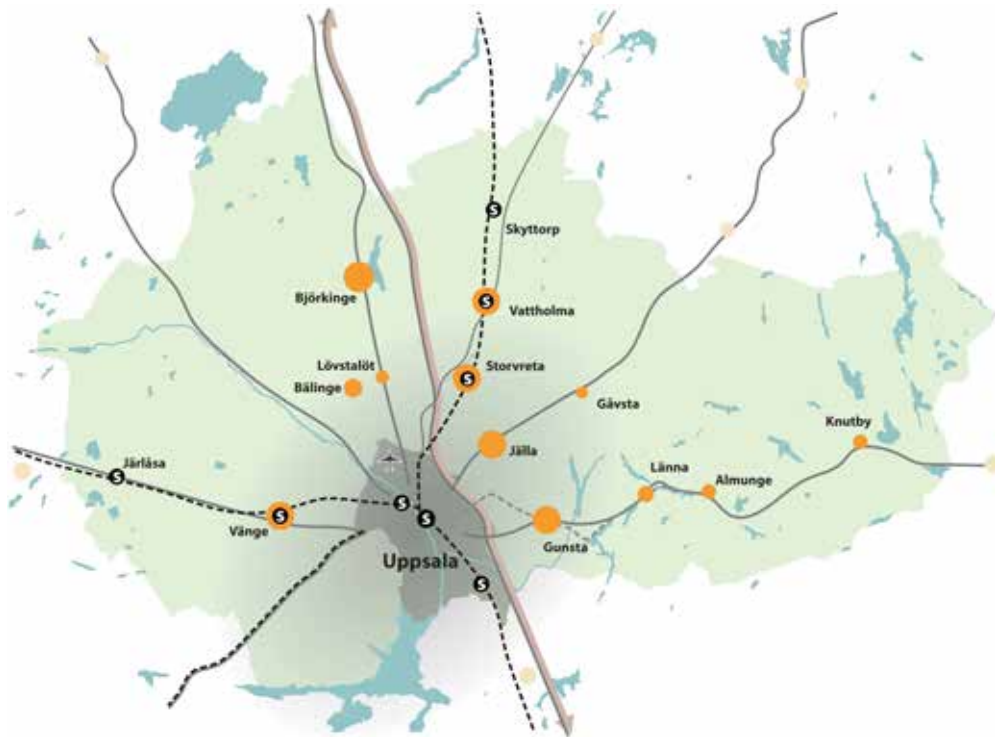 S
Skyttorp
Björkinge
S
Vattholma
Lövstalöt
S
Storvreta
Bälinge
Gåvsta
Knutby
Järlåsa
S
Jälla
Länna
Almunge
S
S
Vänge
S
Gunsta
Uppsala
S